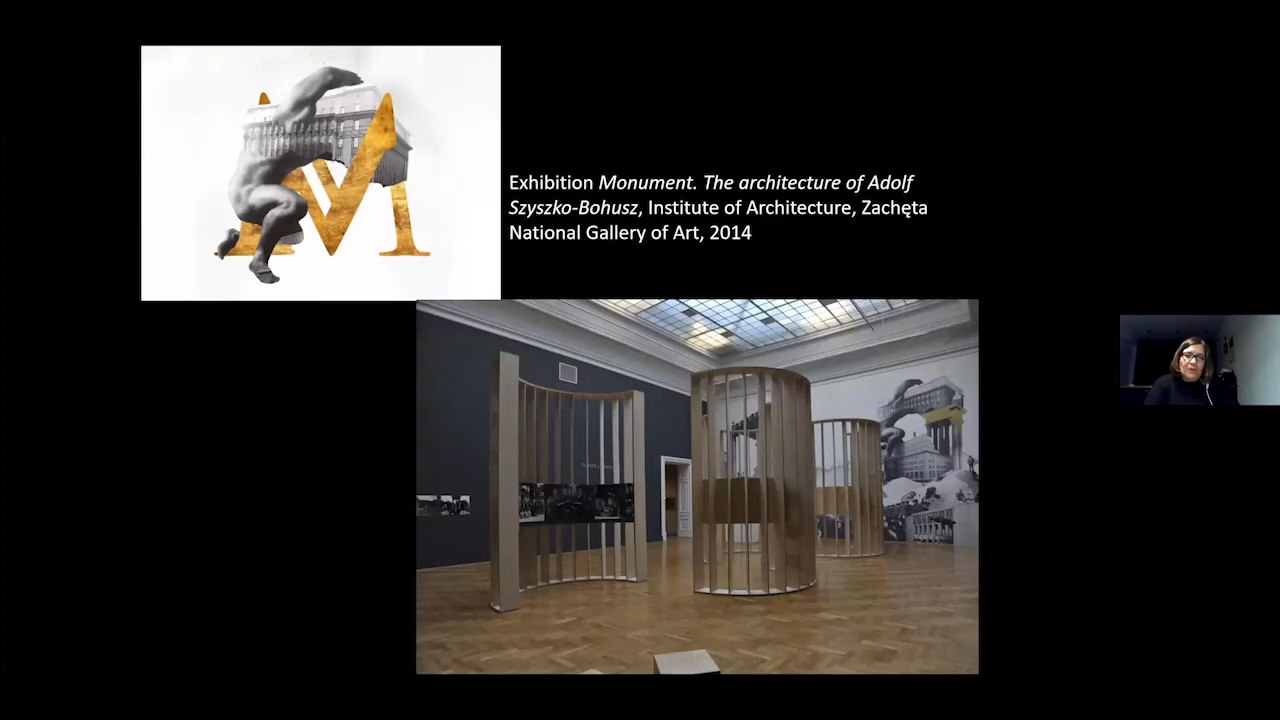 M
Exhibition Monument. The architecture of Adolf
Szyszko-Bohusz, Institute of Architecture, Zachęta
National Gallery of Art, 2014